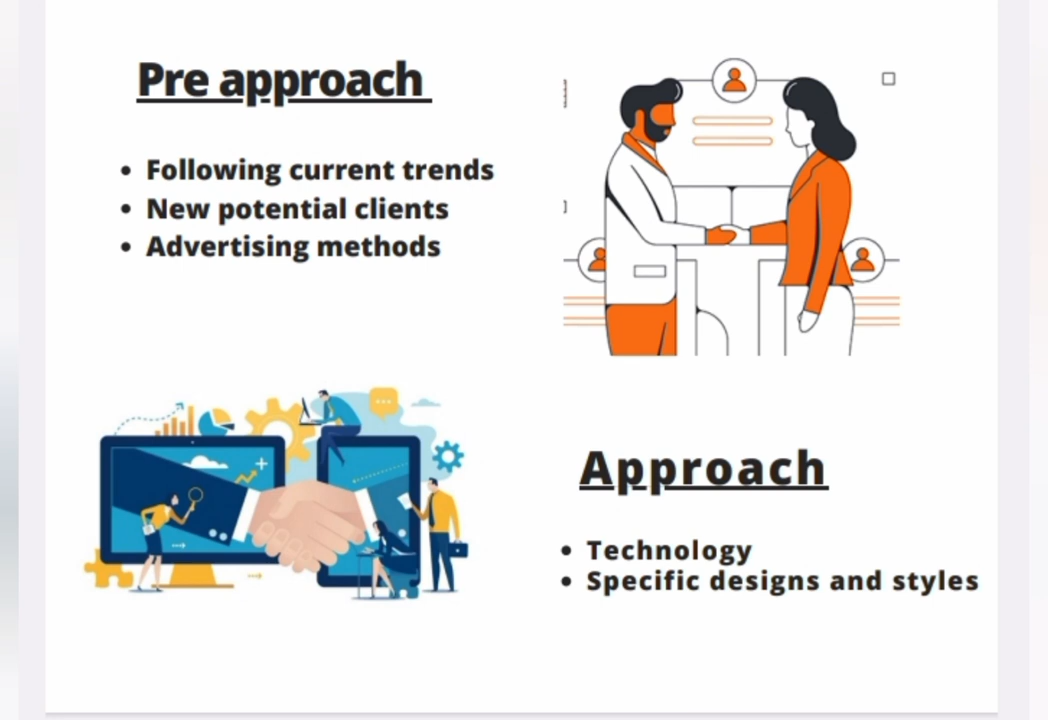 Pre approach
• Following current trends
• New potential clients
• Advertising methods
Approach
• Technology
• Specific designs and styles